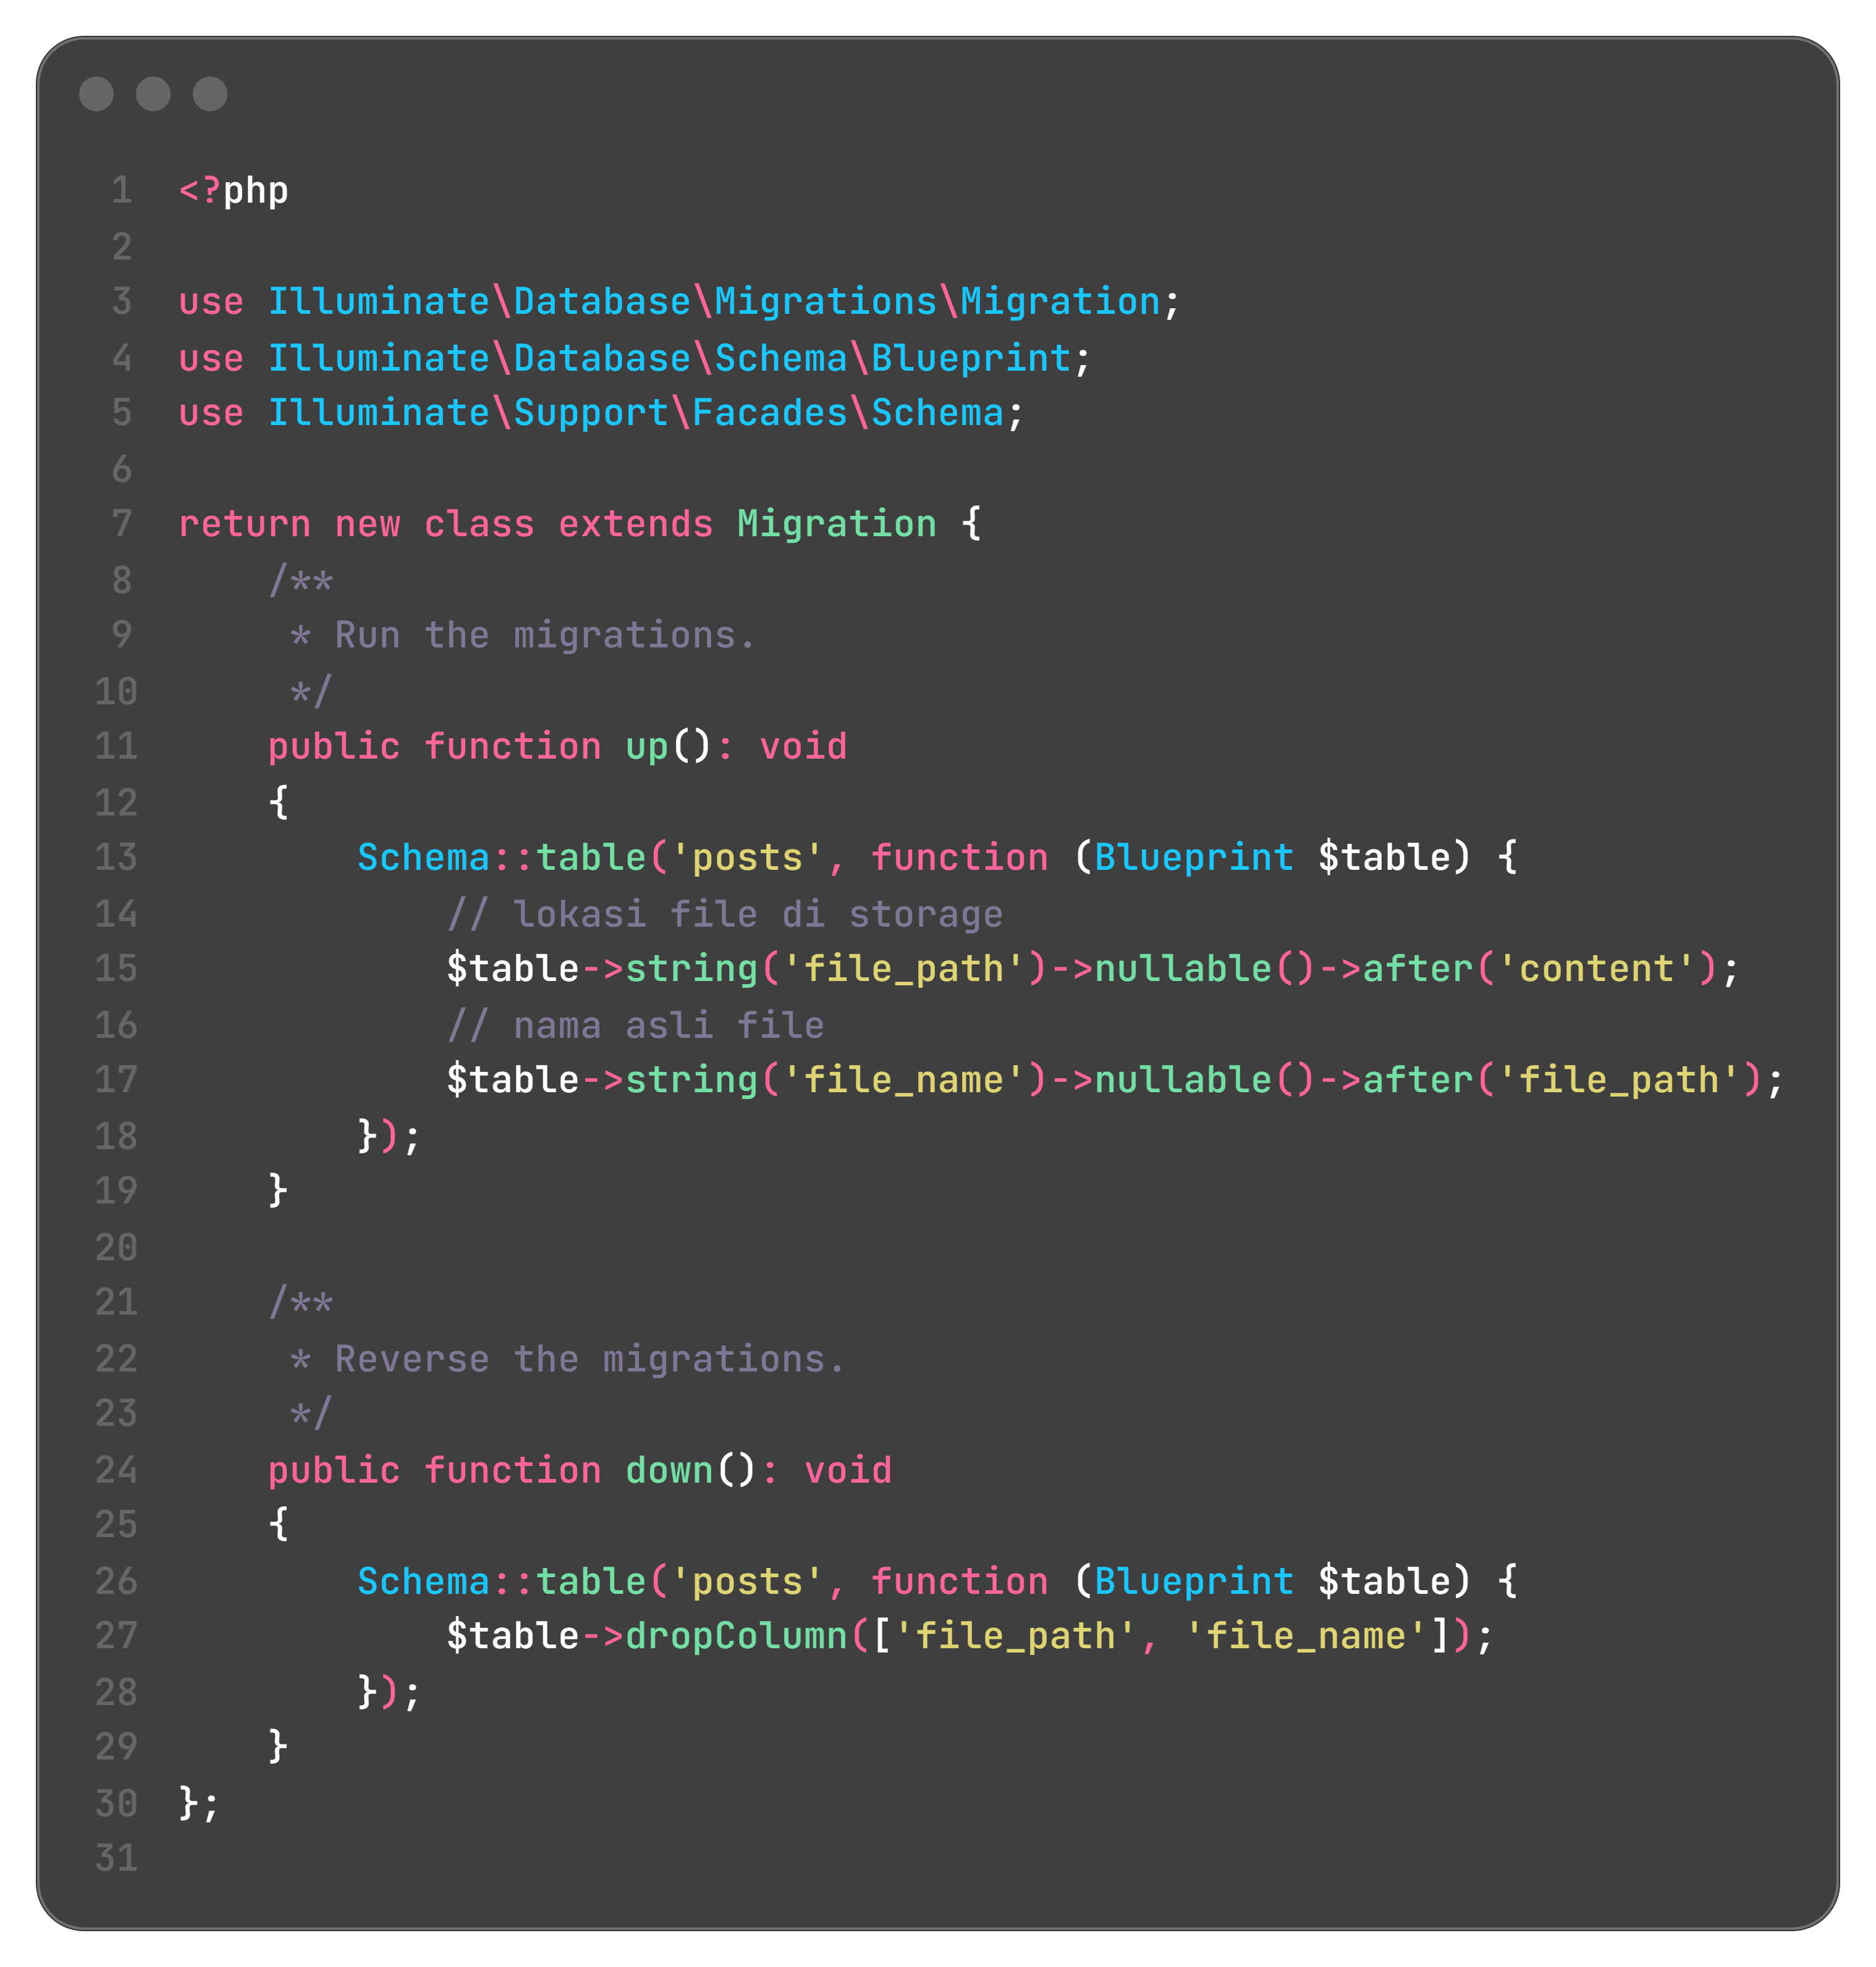 1 <?php
2
3 use Illuminate\Database\Migrations\Migration;
4 use Illuminate\Database\Schema\Blueprint;
5 use Illuminate\Support\Facades\Schema;
6
7 return new class extends Migration {
8     /**
9      * Run the migrations.
10      */
11     public function up(): void
12     {
13         Schema::table('posts', function (Blueprint $table) {
14             // lokasi file di storage
15             $table->string('file_path')->nullable()->after('content');
16             // nama asli file
17             $table->string('file_name')->nullable()->after('file_path');
18         });
19     }
20
21     /**
22      * Reverse the migrations.
23      */
24     public function down(): void
25     {
26         Schema::table('posts', function (Blueprint $table) {
27             $table->dropColumn(['file_path', 'file_name']);
28         });
29     }
30 };
31